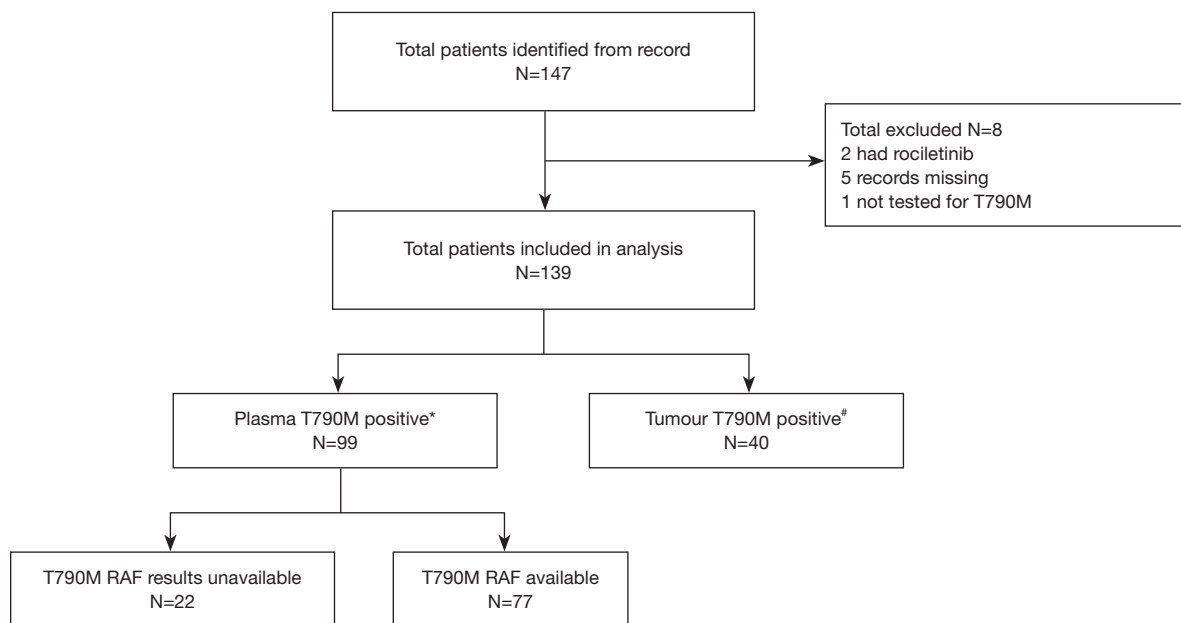 Total patients identified from record
N=147
Total excluded N=8
2 had rociletinib
5 records missing
1 not tested for T790M
Total patients included in analysis
N=139
Plasma T790M positive*
N=99
Tumour T790M positive#
N=40
T790M RAF results unavailable
N=22
T790M RAF available
N=77